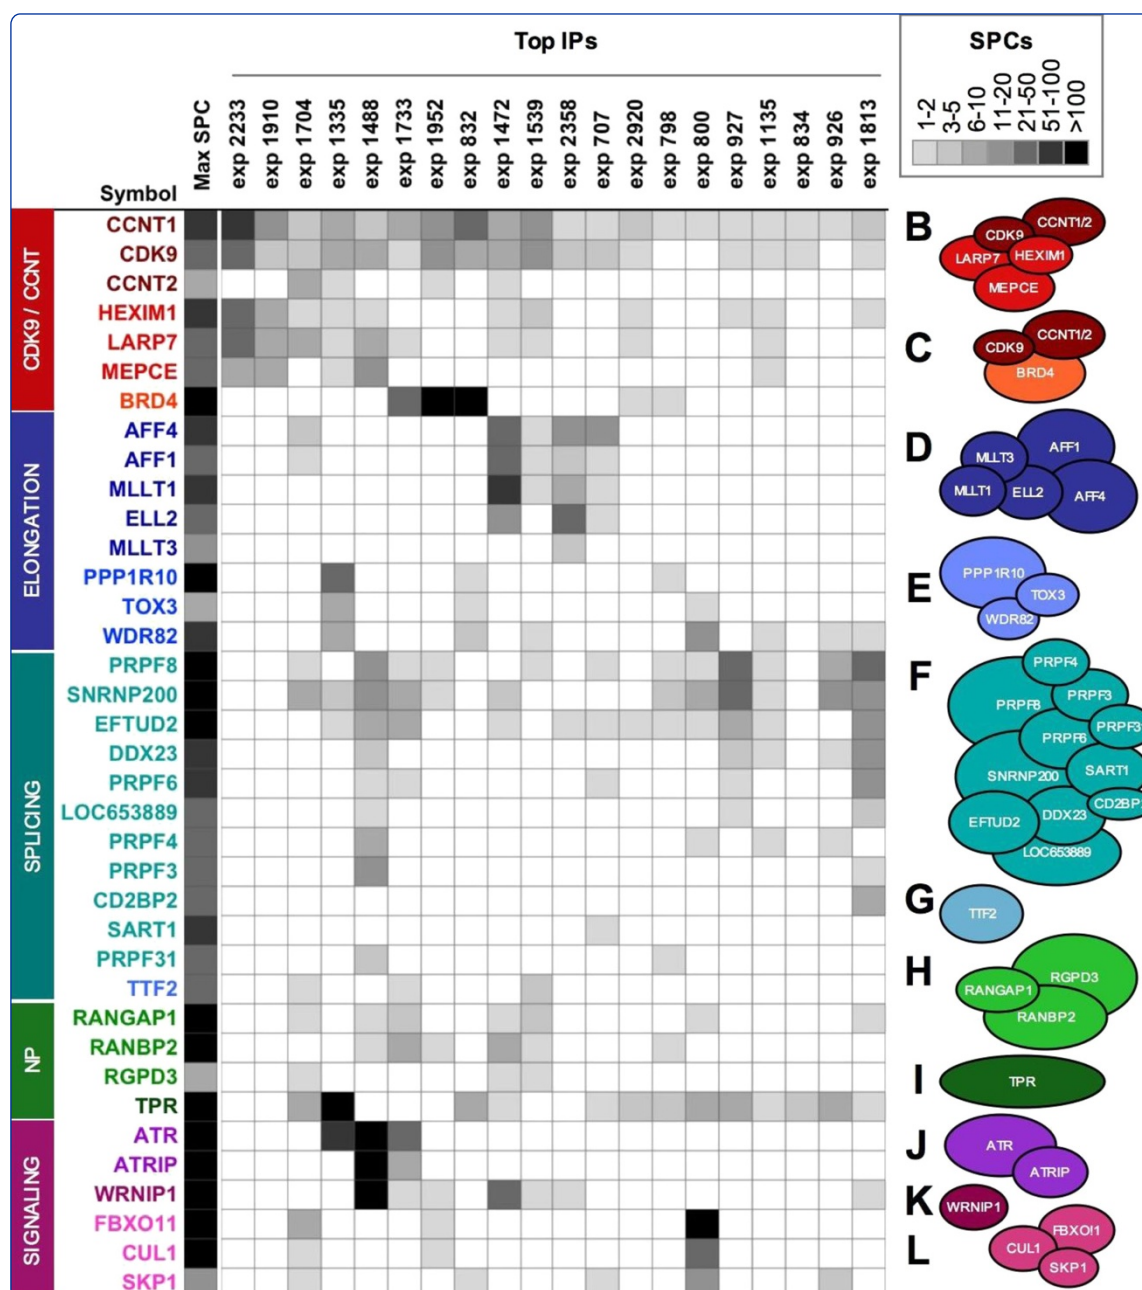 Top IPs
SPCs
1-2
3-5
6-10
11-20
21-50
51-100
>100
Symbol
Max SPC
exp 2233
exp 1910
exp 1704
exp 1335
exp 1488
exp 1733
exp 1952
exp 832
exp 1472
exp 1539
exp 2358
exp 707
exp 2920
exp 798
exp 800
exp 927
exp 1135
exp 834
exp 926
exp 1813
CDK9 / CCNT
CCNT1
CDK9
CCNT2
HEXIM1
LARP7
MEPCE
BRD4
ELONGATION
AFF4
AFF1
MLLT1
ELL2
MLLT3
PPP1R10
TOX3
WDR82
SPLICING
PRPF8
SNRNP200
EFTUD2
DDX23
PRPF6
LOC653889
PRPF4
PRPF3
CD2BP2
SART1
PRPF31
TTF2
NP
RANGAP1
RANBP2
RGPD3
TPR
SIGNALING
ATR
ATRIP
WRNIP1
FBXO11
CUL1
SKP1
B
CCNT1/2
CDK9
LARP7
HEXIM1
MEPCE
C
CCNT1/2
CDK9
BRD4
D
AFF1
MLLT3
MLLT1
ELL2
AFF4
E
PPP1R10
TOX3
WDR82
F
PRPF4
PRPF3
PRPF8
PRPF3
PRPF6
SART1
SNRNP200
CD2BP
DDX23
EFTUD2
LOC653889
G
TTF2
H
RGPD3
RANGAP1
RANBP2
I
TPR
J
ATR
ATRIP
K
WRNIP1
L
FBXO11
CUL1
SKP1